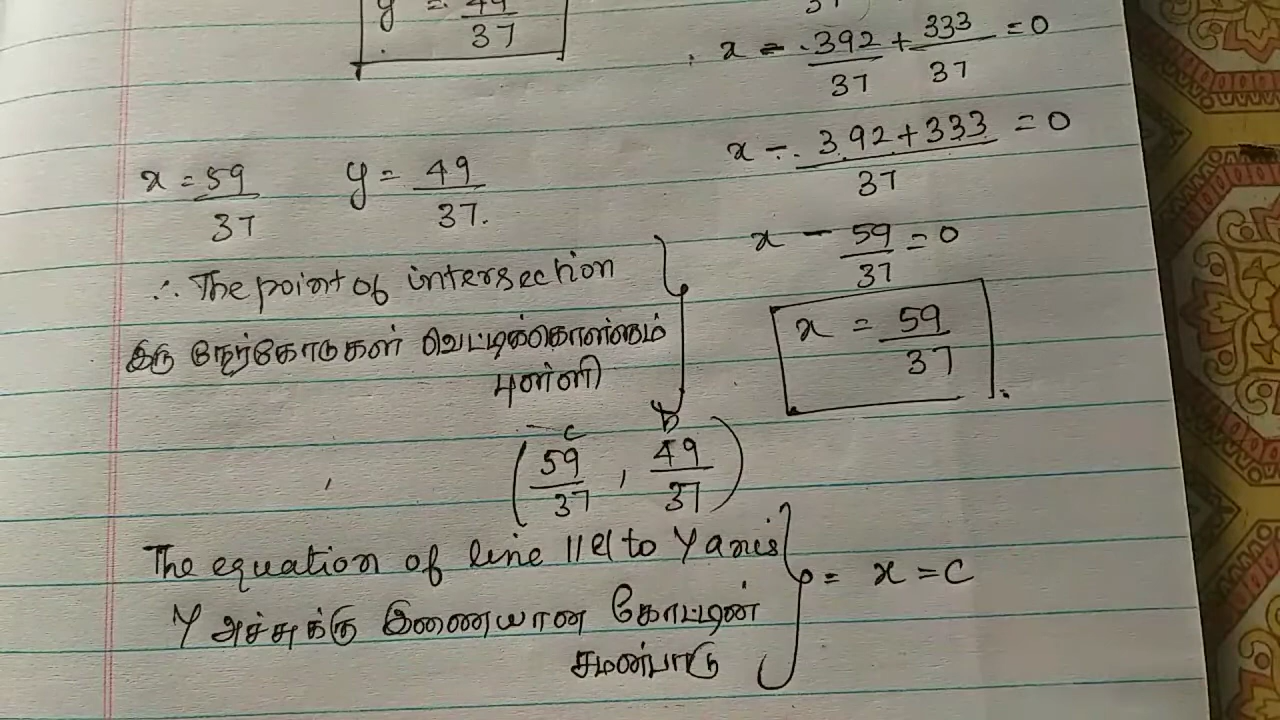 y = 49/37
x = 59/37 y = 49/37.
∴ The point of intersection
இரு நேர்கோடுகள் வெட்டிக்கொள்ளும்
புள்ளி
c b
(59/37 , 49/37)
The equation of line ||el to Y axis
Y அச்சுக்கு இணையான கோட்டின்
சமன்பாடு
= x = c
x - 392/37 + 333/37 = 0
x - 392+333/37 = 0
x - 59/37 = 0
x = 59/37